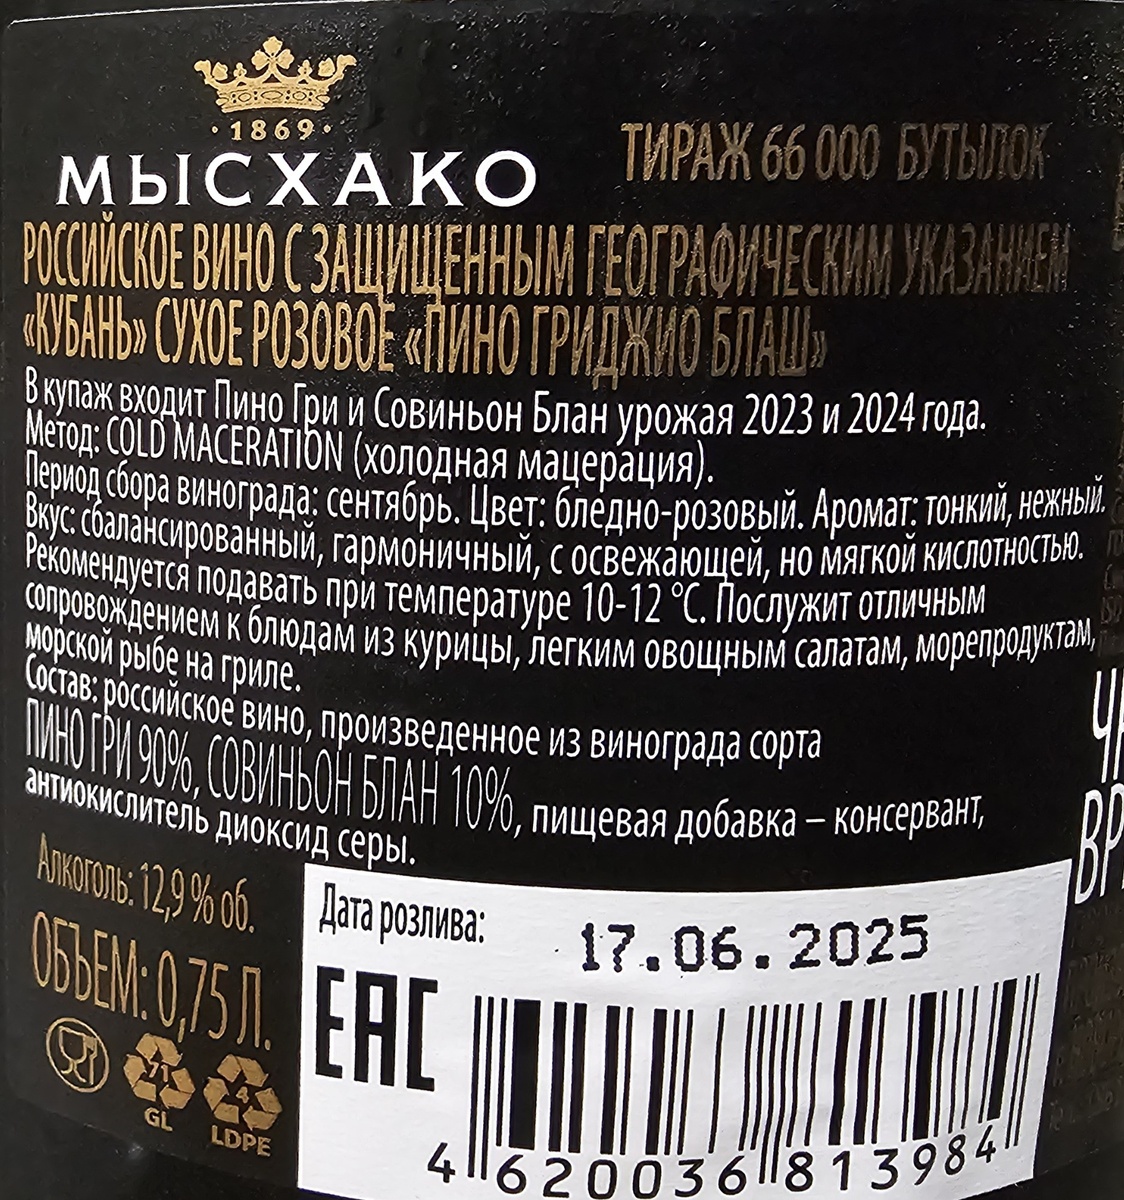 ·1869·
МЫСХАКО
ТИРАЖ 66 000 БУТЫЛОК
РОССИЙСКОЕ ВИНО С ЗАЩИЩЕННЫМ ГЕОГРАФИЧЕСКИМ УКАЗАНИЕМ
«КУБАНЬ» СУХОЕ РОЗОВОЕ «ПИНО ГРИДЖИО БЛАШ»
В купаж входит Пино Гри и Совиньон Блан урожая 2023 и 2024 года.
Метод: COLD MACERATION (холодная мацерация).
Период сбора винограда: сентябрь. Цвет: бледно-розовый. Аромат: тонкий, нежный.
Вкус: сбалансированный, гармоничный, с освежающей, но мягкой кислотностью.
Рекомендуется подавать при температуре 10-12 °С. Послужит отличным
сопровождением к блюдам из курицы, легким овощным салатам, морепродуктам,
морской рыбе на гриле.
Состав: российское вино, произведенное из винограда сорта
ПИНО ГРИ 90%, СОВИНЬОН БЛАН 10%, пищевая добавка – консервант,
антиокислитель диоксид серы.
Алкоголь: 12,9 % об.
ОБЪЕМ: 0,75 Л.
71
GL
4
LDPE
Дата розлива:
17.06.2025
EAC
4 620036 813984